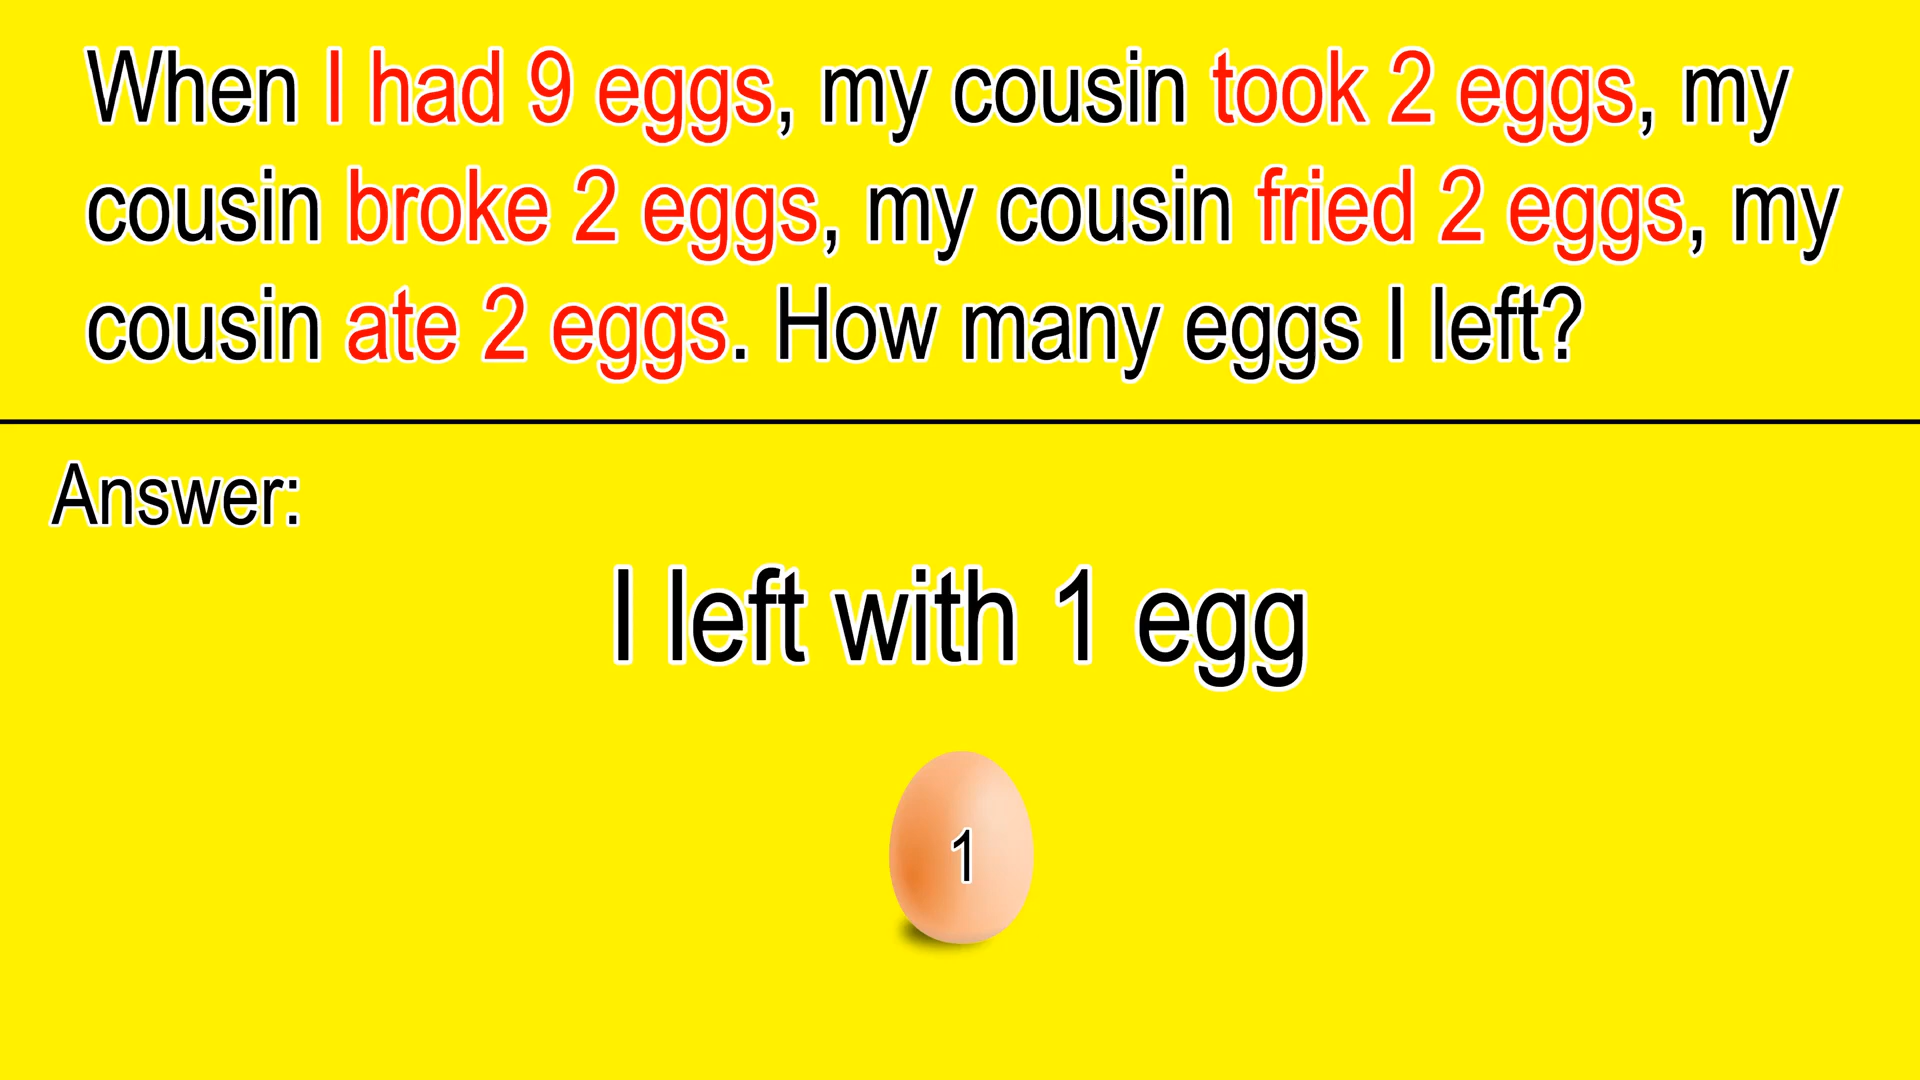 When I had 9 eggs, my cousin took 2 eggs, my
cousin broke 2 eggs, my cousin fried 2 eggs, my
cousin ate 2 eggs. How many eggs I left?
Answer:
I left with 1 egg
1